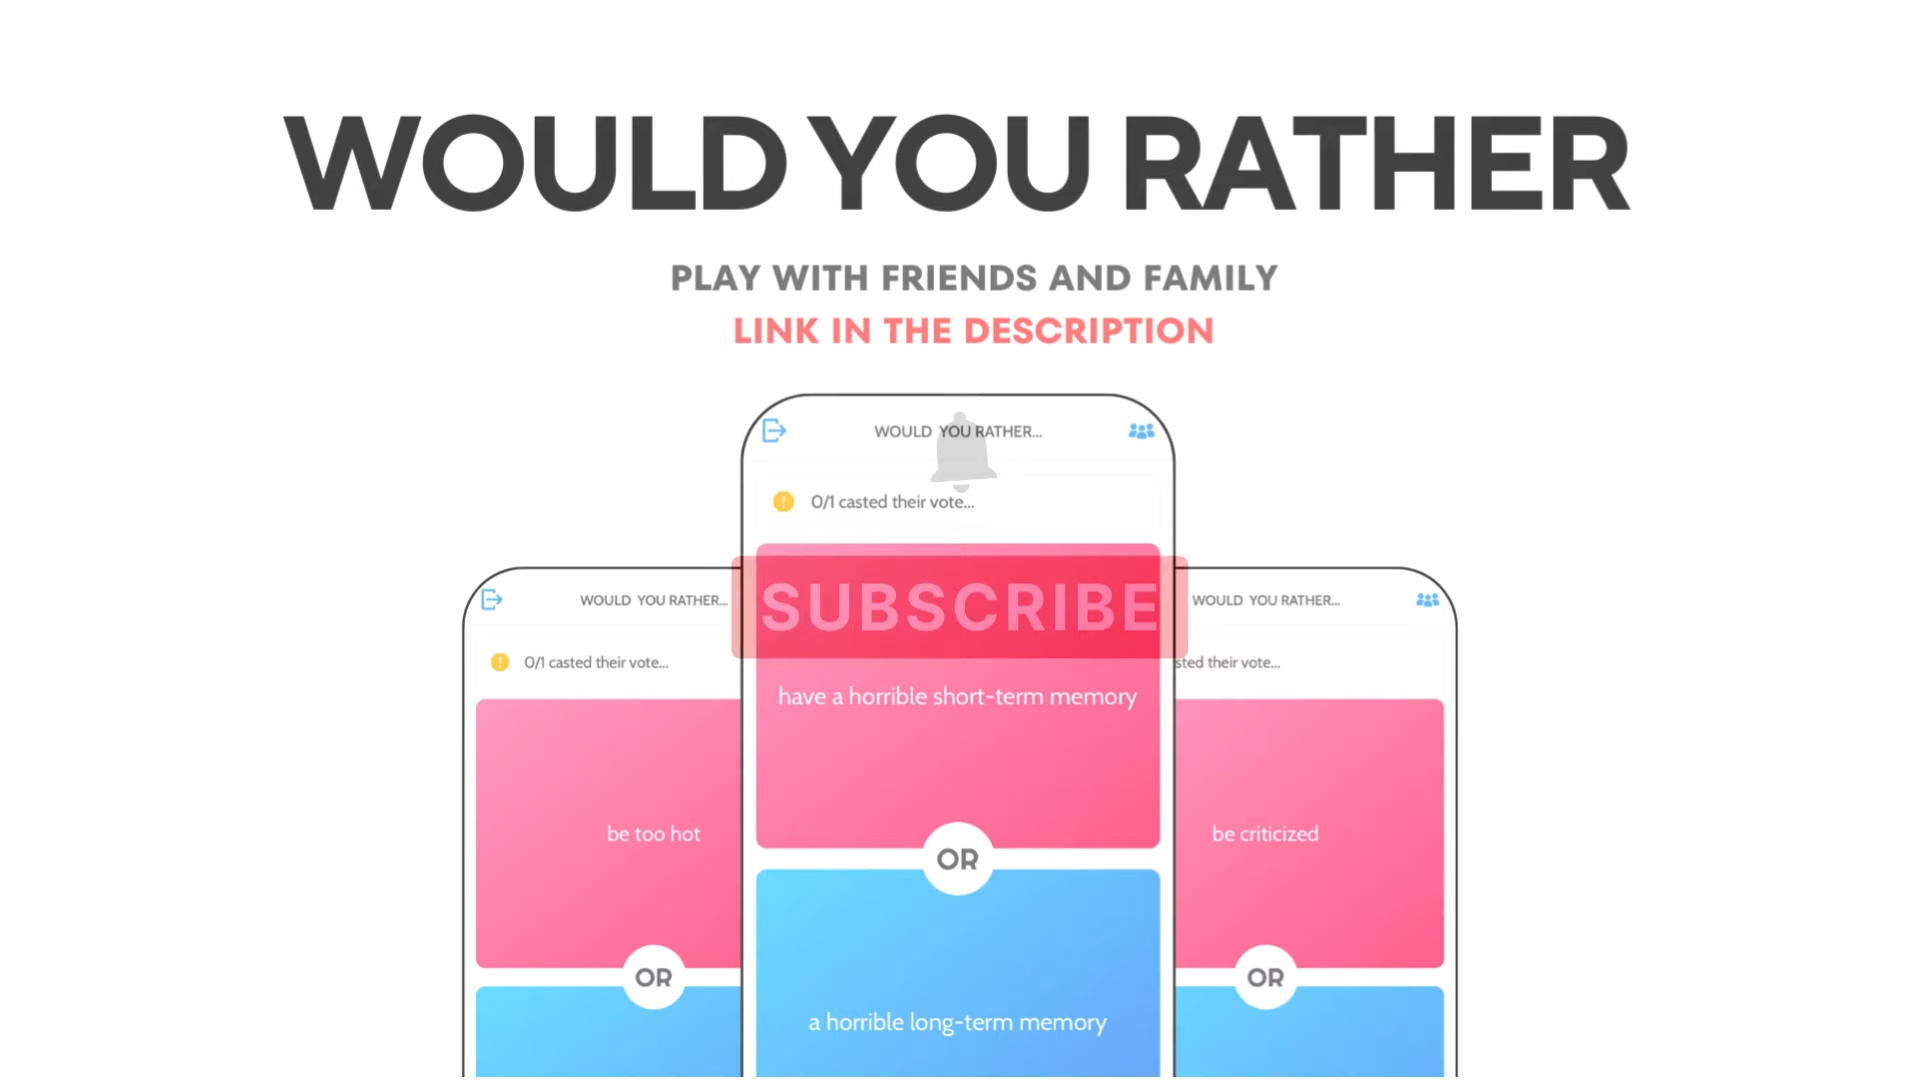 WOULD YOU RATHER
PLAY WITH FRIENDS AND FAMILY
LINK IN THE DESCRIPTION
WOULD YOU RATHER...
0/1 casted their vote...
SUBSCRIBE
have a horrible short-term memory
OR
a horrible long-term memory
WOULD YOU RATHER...
0/1 casted their vote...
be too hot
OR
WOULD YOU RATHER...
their vote...
be criticized
OR